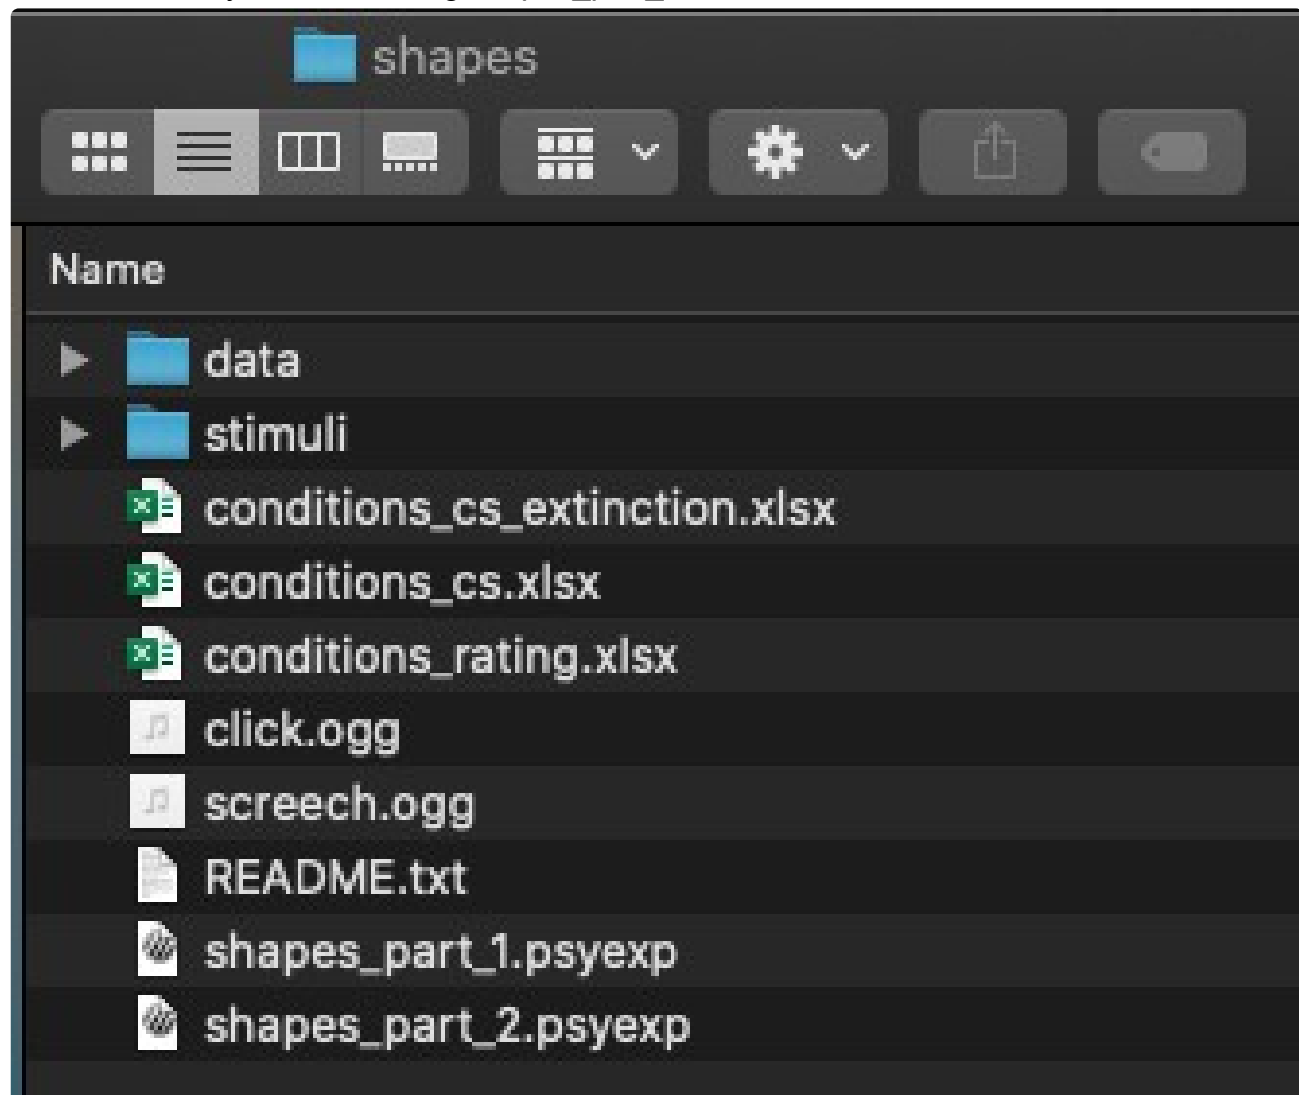 shapes
Name
data
stimuli
conditions_cs_extinction.xlsx
conditions_cs.xlsx
conditions_rating.xlsx
click.ogg
screech.ogg
README.txt
shapes_part_1.psyexp
shapes_part_2.psyexp